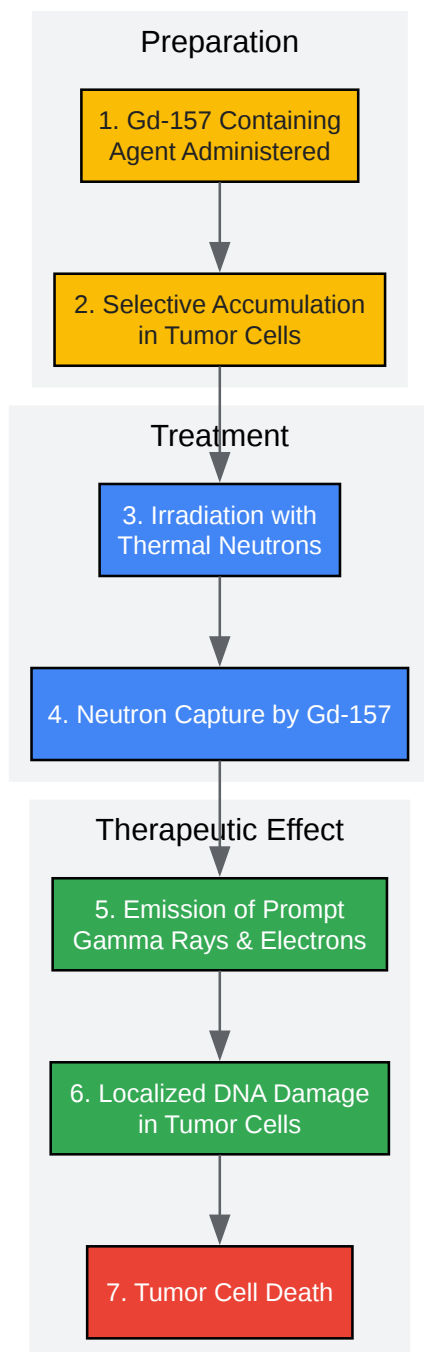 Preparation
1. Gd-157 Containing
Agent Administered
2. Selective Accumulation
in Tumor Cells
Treatment
3. Irradiation with
Thermal Neutrons
4. Neutron Capture by Gd-157
Therapeutic Effect
5. Emission of Prompt
Gamma Rays & Electrons
6. Localized DNA Damage
in Tumor Cells
7. Tumor Cell Death